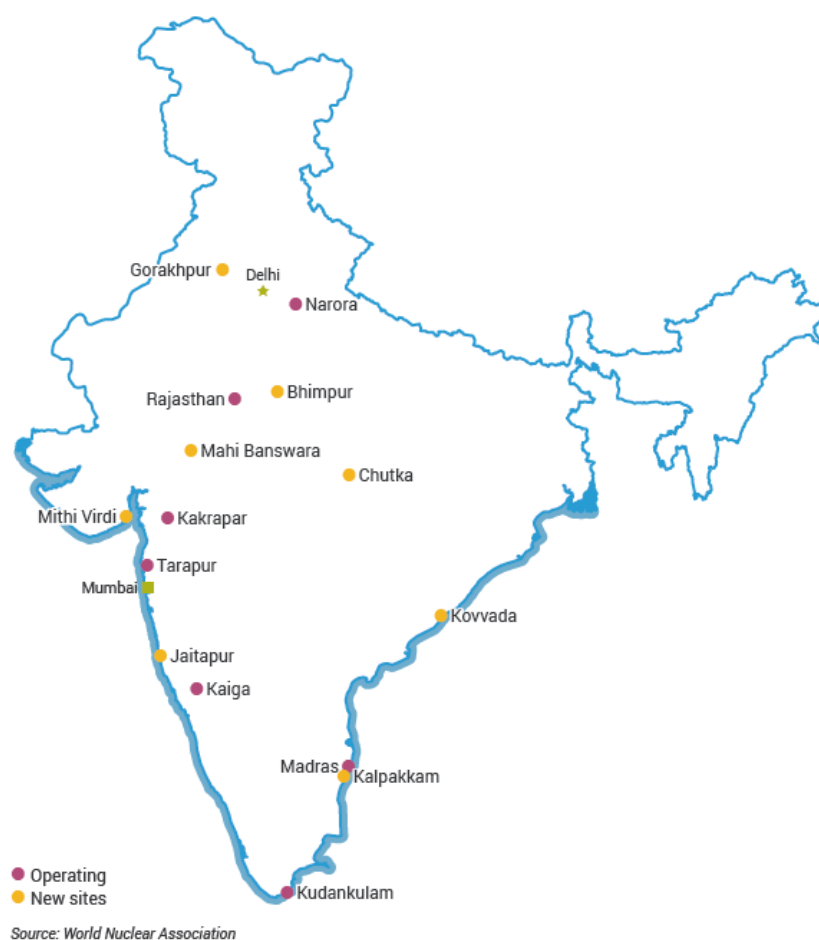 Gorakhpur
Delhi
Narora
Bhimpur
Rajasthan
Mahi Banswara
Chutka
Mithi Virdi
Kakrapar
Tarapur
Mumbai
Kovvada
Jaitapur
Kaiga
Madras
Kalpakkam
Operating
Kudankulam
New sites
Source: World Nuclear Association